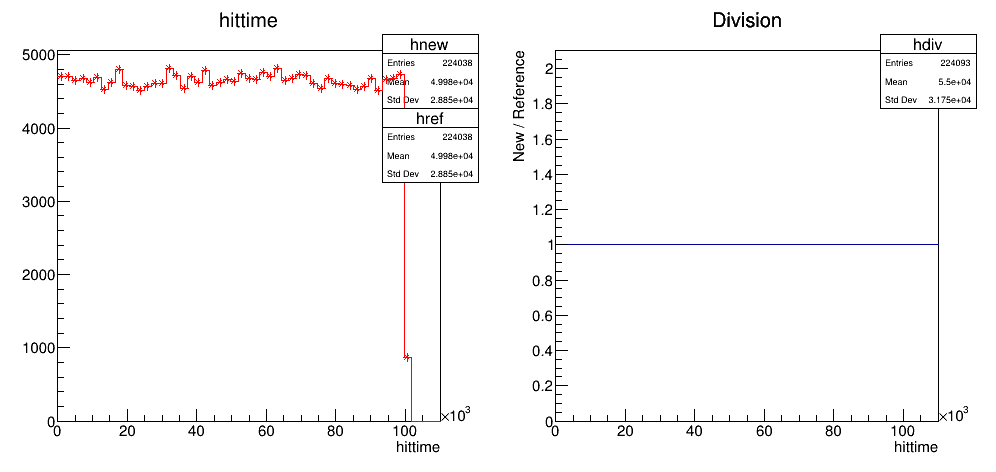 hittime
hnew
Entries 224038
Mean 4.998e+04
Std Dev 2.885e+04
href
Entries 224038
Mean 4.998e+04
Std Dev 2.885e+04
5000
4000
3000
2000
1000
0
0 20 40 60 80 100 ×10³
hittime
Division
hdiv
Entries 224093
Mean 5.5e+04
Std Dev 3.175e+04
New / Reference
2
1.8
1.6
1.4
1.2
1
0.8
0.6
0.4
0.2
0
0 20 40 60 80 100 ×10³
hittime